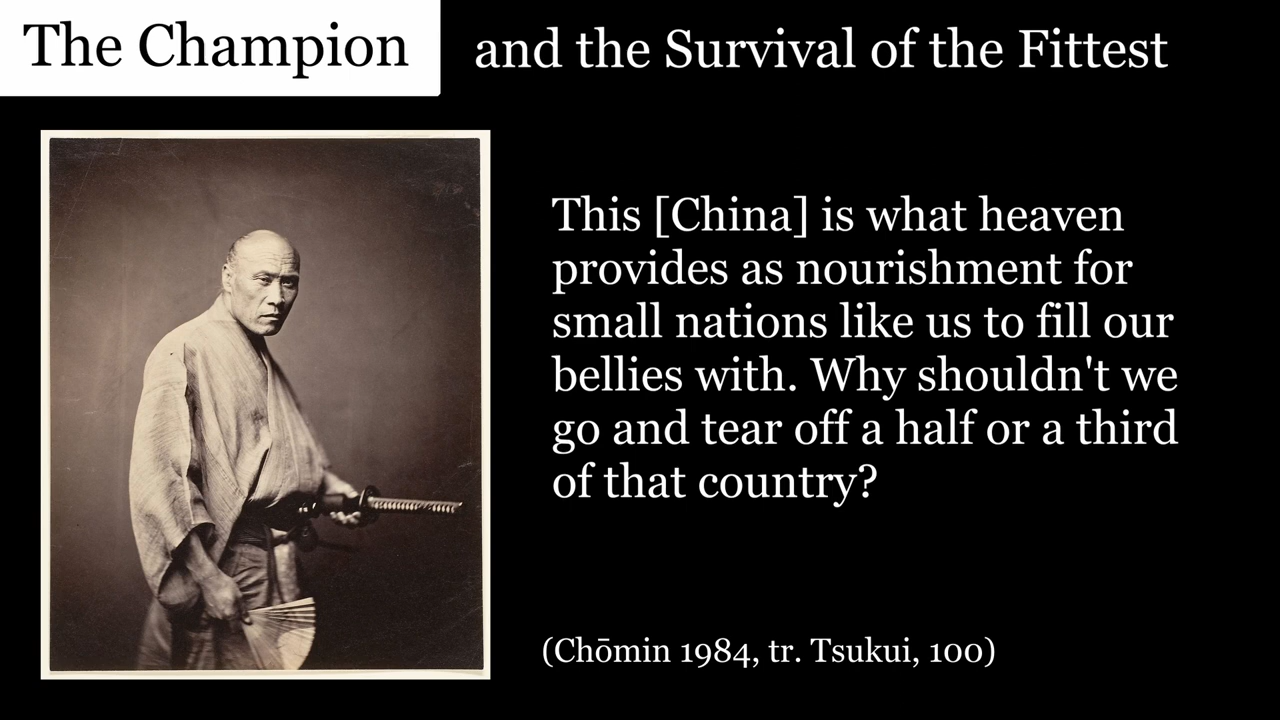 The Champion and the Survival of the Fittest
This [China] is what heaven
provides as nourishment for
small nations like us to fill our
bellies with. Why shouldn't we
go and tear off a half or a third
of that country?
(Chōmin 1984, tr. Tsukui, 100)